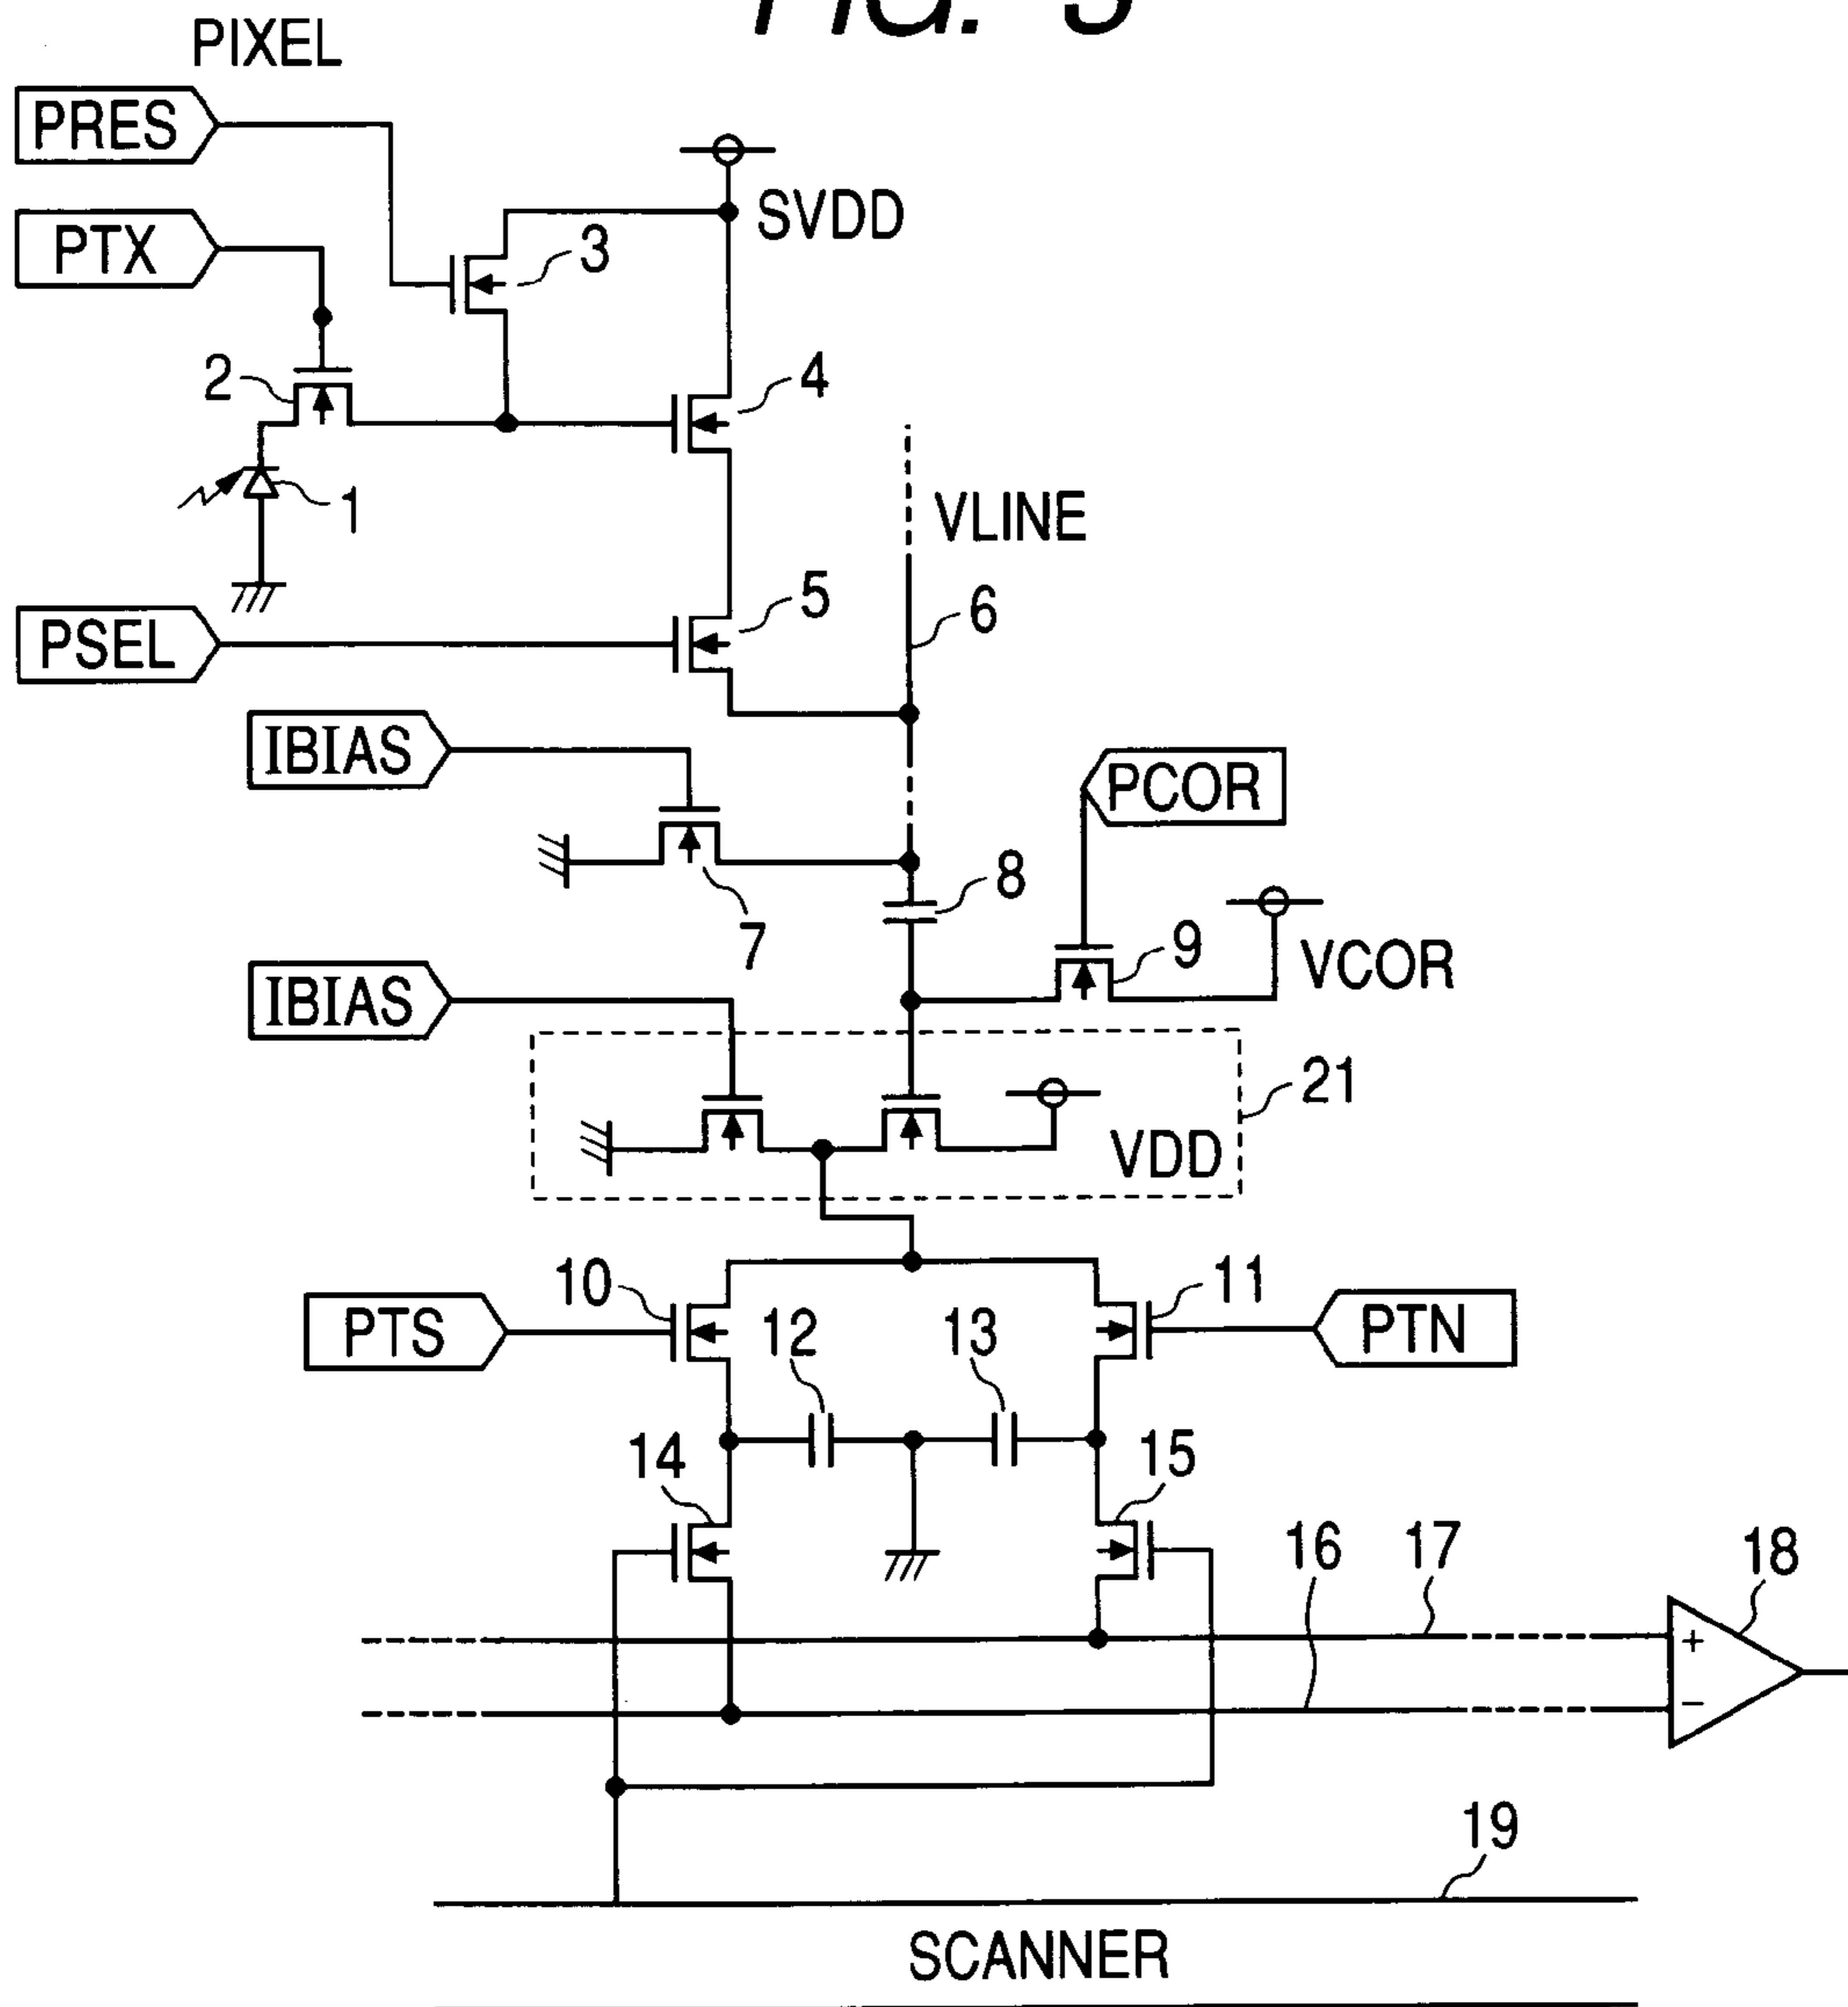 PIXEL
PRES
SVDD
PTX
3
2
4
1
VLINE
5
6
PSEL
IBIAS
PCOR
8
7
9
VCOR
IBIAS
21
VDD
10
11
PTS
12
13
PTN
14
15
16
17
18
+
−
19
SCANNER